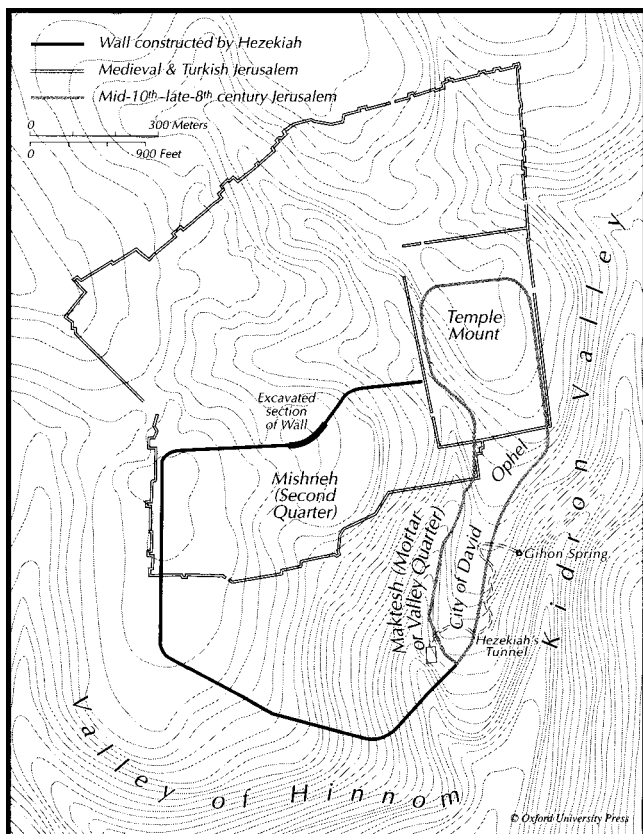 Wall constructed by Hezekiah
Medieval & Turkish Jerusalem
Mid-10th–late-8th century Jerusalem
0 300 Meters
0 900 Feet
Temple
Mount
Excavated
section
of Wall
Mishneh
(Second
Quarter)
Ophel
Maktesh (Mortar
or Valley Quarter)
City of David
Gihon Spring
Hezekiah's
Tunnel
Kidron Valley
Valley of Hinnom
© Oxford University Press